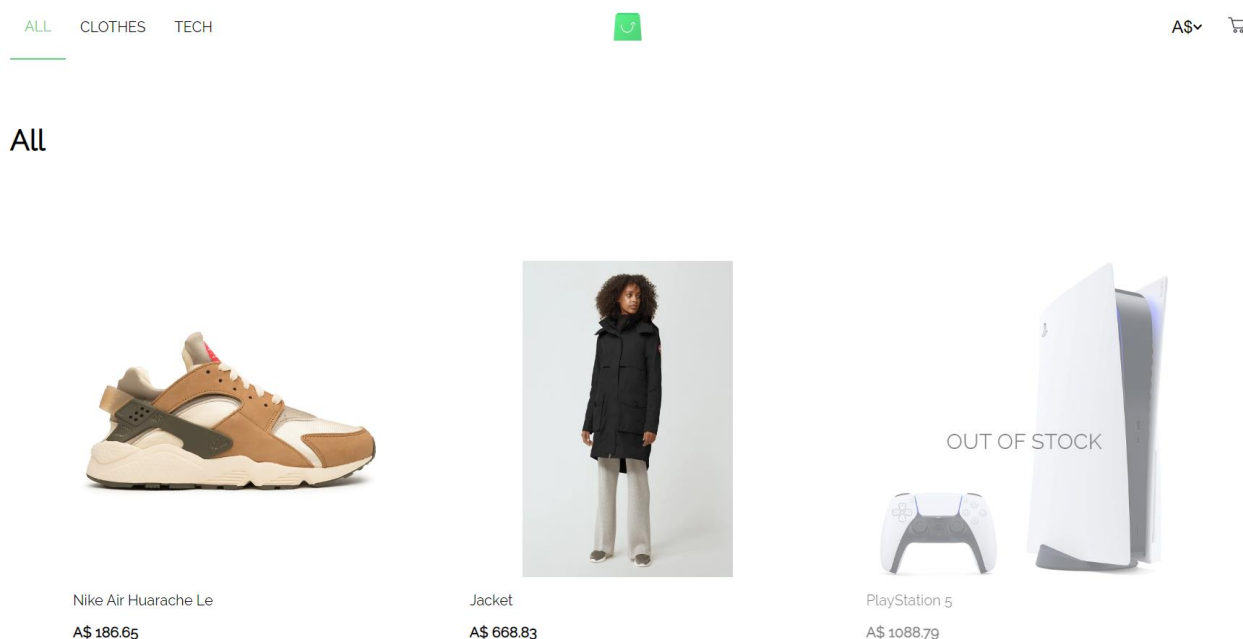 ALL CLOTHES TECH A$
All
OUT OF STOCK
Nike Air Huarache Le Jacket PlayStation 5
A$ 186.65 A$ 668.83 A$ 1088.79